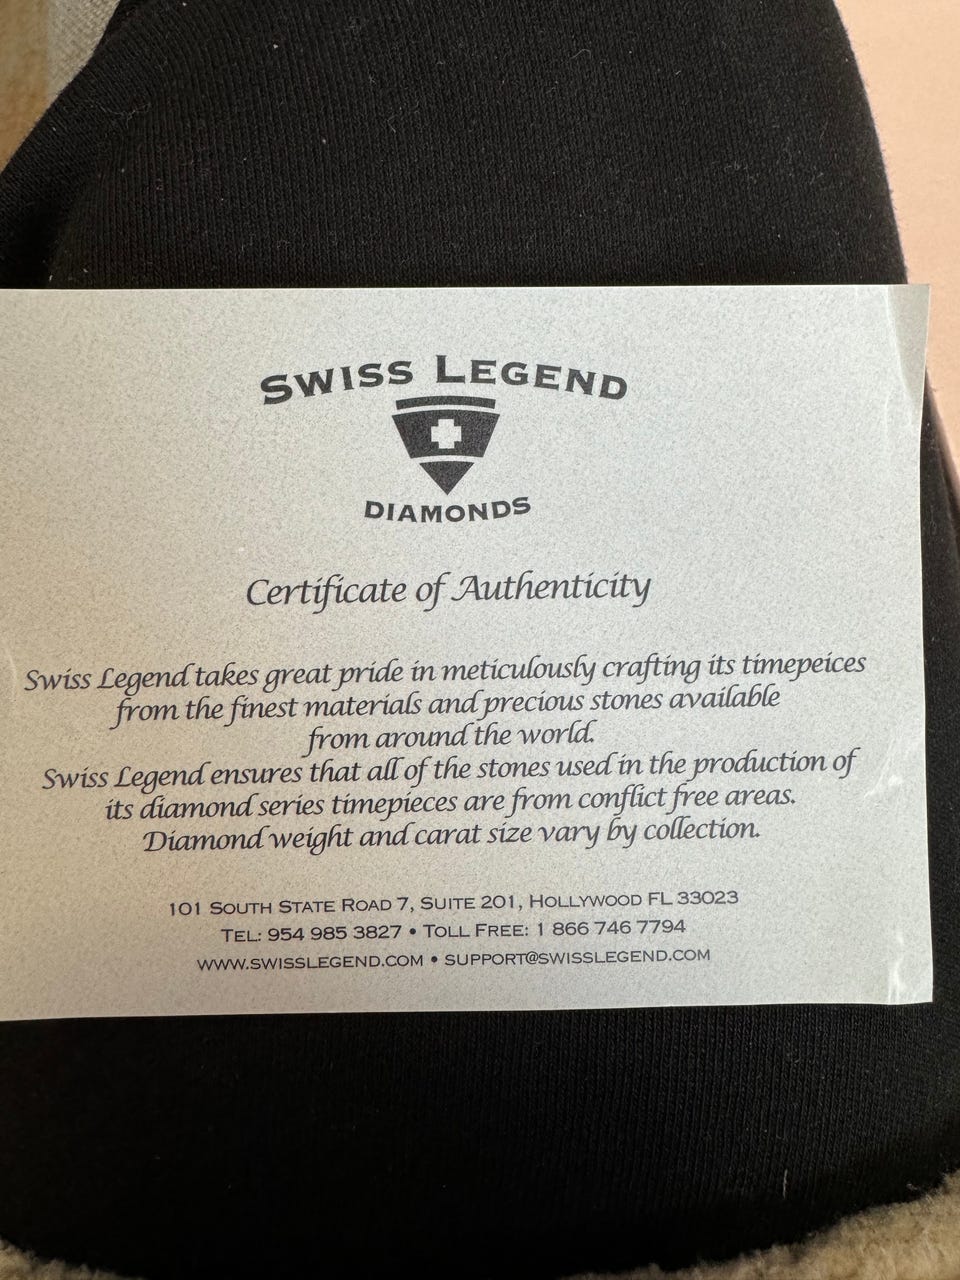 SWISS LEGEND
DIAMONDS
Certificate of Authenticity
Swiss Legend takes great pride in meticulously crafting its timepeices
from the finest materials and precious stones available
from around the world.
Swiss Legend ensures that all of the stones used in the production of
its diamond series timepieces are from conflict free areas.
Diamond weight and carat size vary by collection.
101 SOUTH STATE ROAD 7, SUITE 201, HOLLYWOOD FL 33023
TEL: 954 985 3827 • TOLL FREE: 1 866 746 7794
WWW.SWISSLEGEND.COM • SUPPORT@SWISSLEGEND.COM